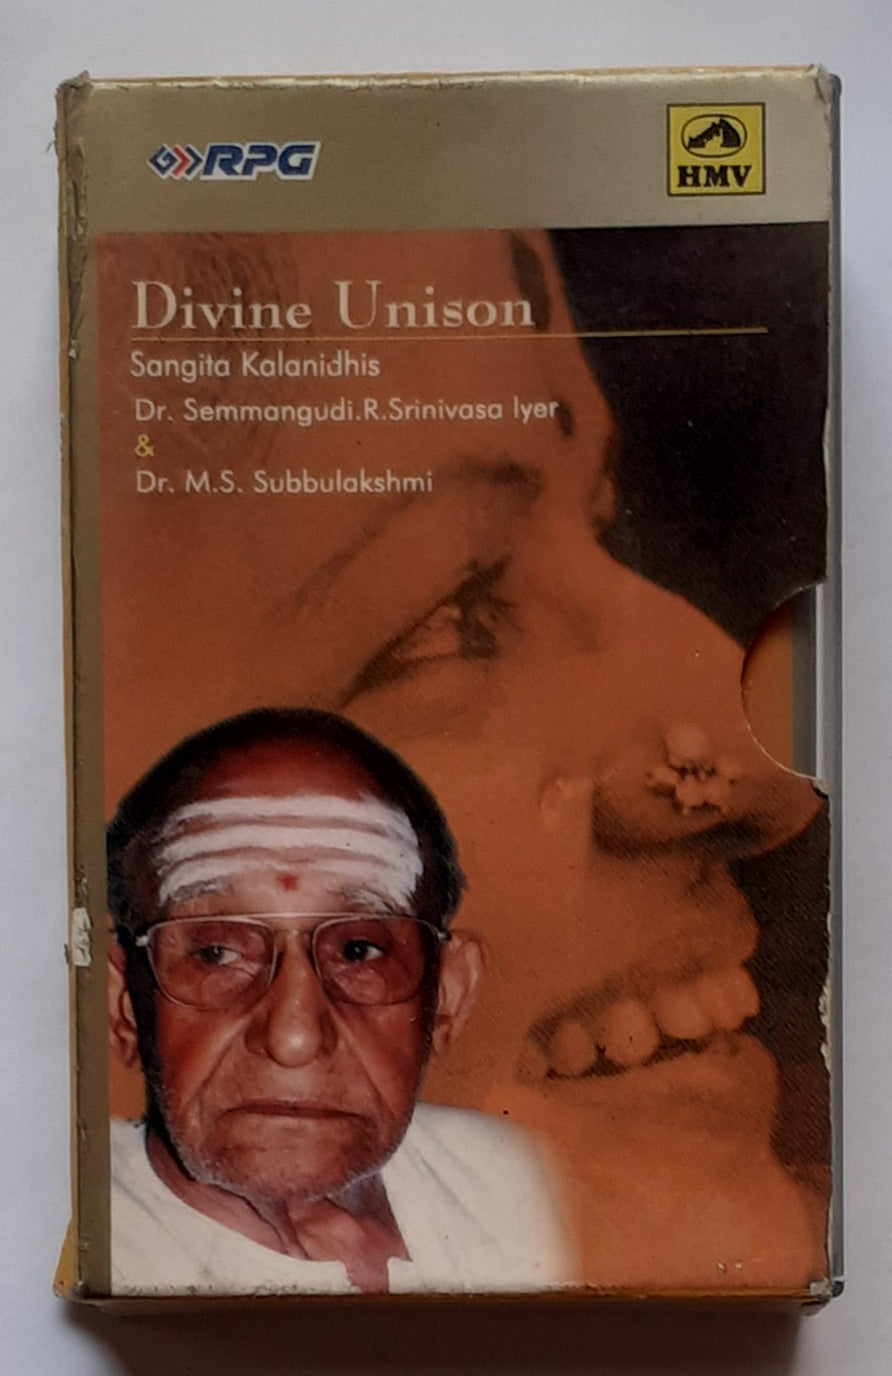 RPG
HMV
Divine Unison
Sangita Kalanidhis
Dr. Semmangudi.R.Srinivasa Iyer
&
Dr. M.S. Subbulakshmi